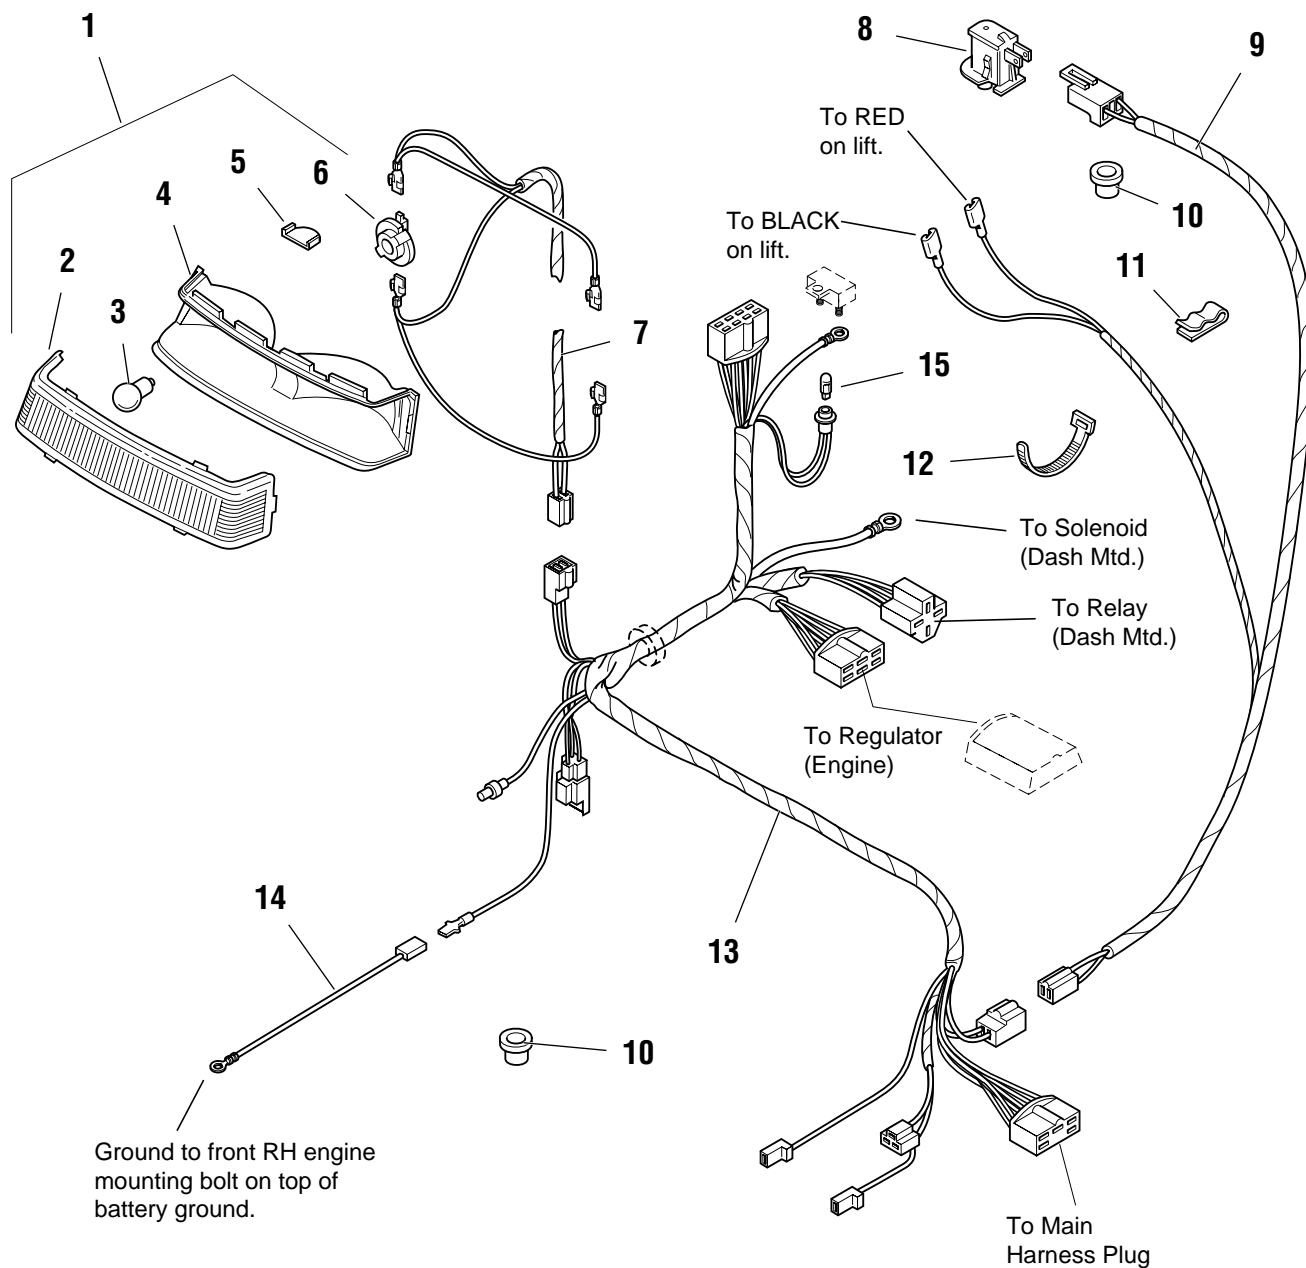 1
8
9
To RED
on lift.
5
6
4
10
To BLACK
on lift.
2
11
3
7
15
12
To Solenoid
(Dash Mtd.)
To Relay
(Dash Mtd.)
To Regulator
(Engine)
14
13
10
Ground to front RH engine
mounting bolt on top of
battery ground.
To Main
Harness Plug